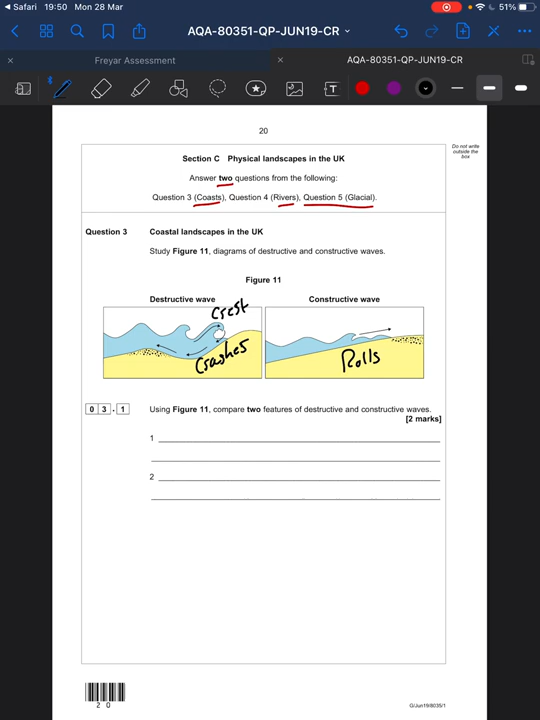 19:50 Mon 28 Mar
51%
AQA-80351-QP-JUN19-CR
Freyar Assessment
AQA-80351-QP-JUN19-CR
T
20
Do not write
outside the
box
Section C Physical landscapes in the UK
Answer two questions from the following:
Question 3 (Coasts), Question 4 (Rivers), Question 5 (Glacial).
Question 3 Coastal landscapes in the UK
Study Figure 11, diagrams of destructive and constructive waves.
Figure 11
Destructive wave Constructive wave
Crest
Crashes
Rolls
0 3 . 1 Using Figure 11, compare two features of destructive and constructive waves.
[2 marks]
1
2
2 0
G/Jun19/8035/1
◄ Safari